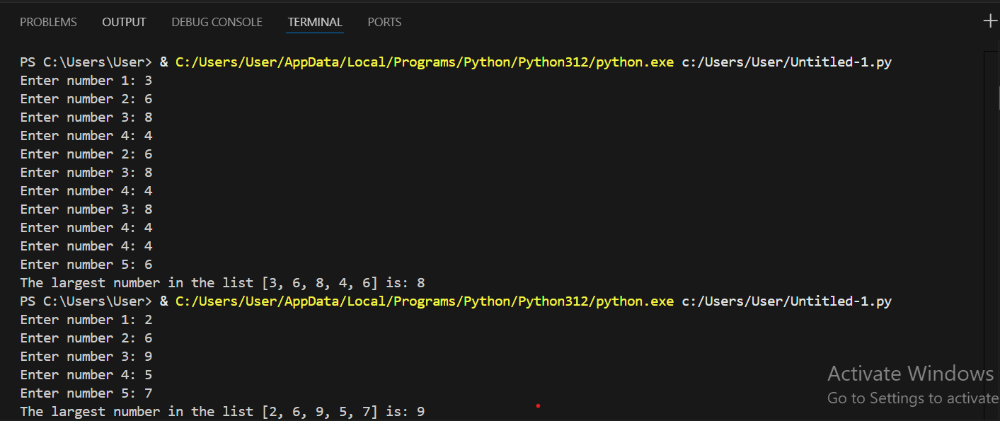 PROBLEMS OUTPUT DEBUG CONSOLE TERMINAL PORTS
PS C:\Users\User> & C:/Users/User/AppData/Local/Programs/Python/Python312/python.exe c:/Users/User/Untitled-1.py
Enter number 1: 3
Enter number 2: 6
Enter number 3: 8
Enter number 4: 4
Enter number 2: 6
Enter number 3: 8
Enter number 4: 4
Enter number 3: 8
Enter number 4: 4
Enter number 4: 4
Enter number 5: 6
The largest number in the list [3, 6, 8, 4, 6] is: 8
PS C:\Users\User> & C:/Users/User/AppData/Local/Programs/Python/Python312/python.exe c:/Users/User/Untitled-1.py
Enter number 1: 2
Enter number 2: 6
Enter number 3: 9
Enter number 4: 5
Enter number 5: 7
The largest number in the list [2, 6, 9, 5, 7] is: 9
Activate Windows
Go to Settings to activate